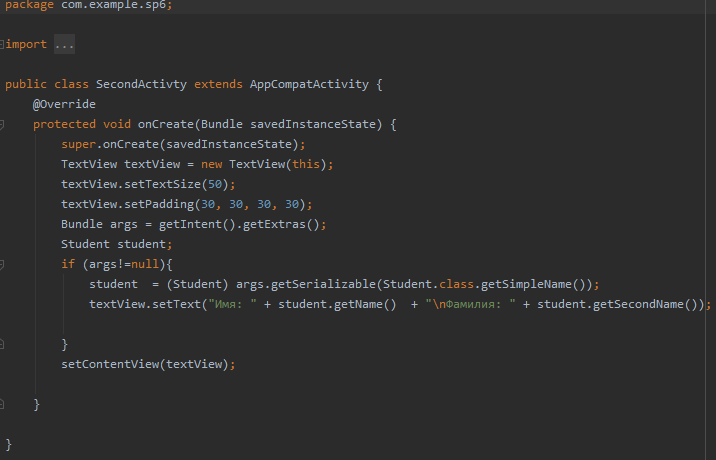 package com.example.sp6;
import ...
public class SecondActivty extends AppCompatActivity {
@Override
protected void onCreate(Bundle savedInstanceState) {
super.onCreate(savedInstanceState);
TextView textView = new TextView(this);
textView.setTextSize(50);
textView.setPadding(30, 30, 30, 30);
Bundle args = getIntent().getExtras();
Student student;
if (args!=null){
student  = (Student) args.getSerializable(Student.class.getSimpleName());
textView.setText("Имя: " + student.getName()  + "\nФамилия: " + student.getSecondName());
}
setContentView(textView);
}
}